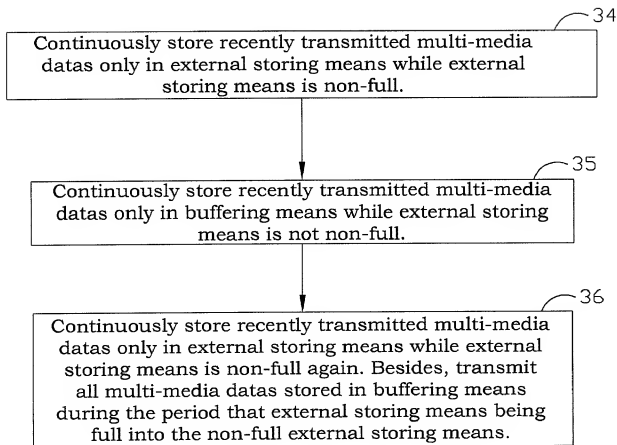 34
Continuously store recently transmitted multi-media
datas only in external storing means while external
storing means is non-full.
35
Continuously store recently transmitted multi-media
datas only in buffering means while external storing
means is not non-full.
36
Continuously store recently transmitted multi-media
datas only in external storing means while external
storing means is non-full again. Besides, transmit
all multi-media datas stored in buffering means
during the period that external storing means being
full into the non-full external storing means.